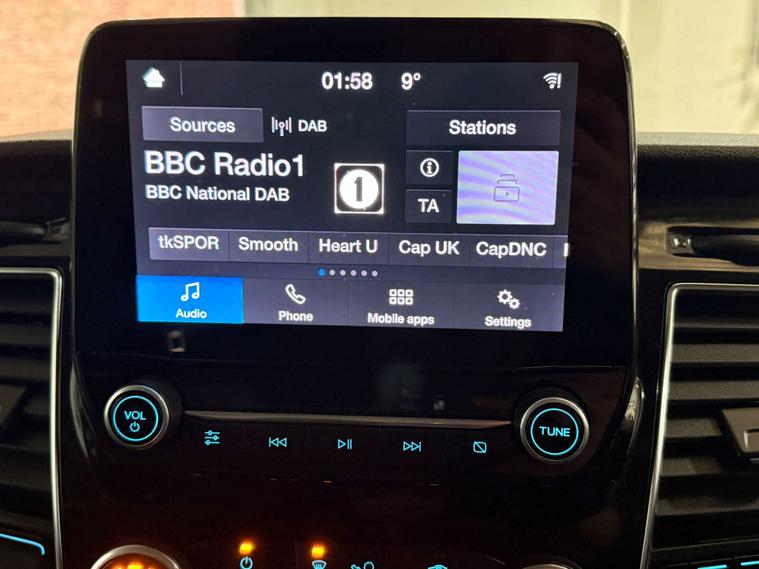 01:58 9°
Sources DAB Stations
BBC Radio1
BBC National DAB
1
TA
tkSPOR Smooth Heart U Cap UK CapDNC
Audio Phone Mobile apps Settings
VOL
TUNE